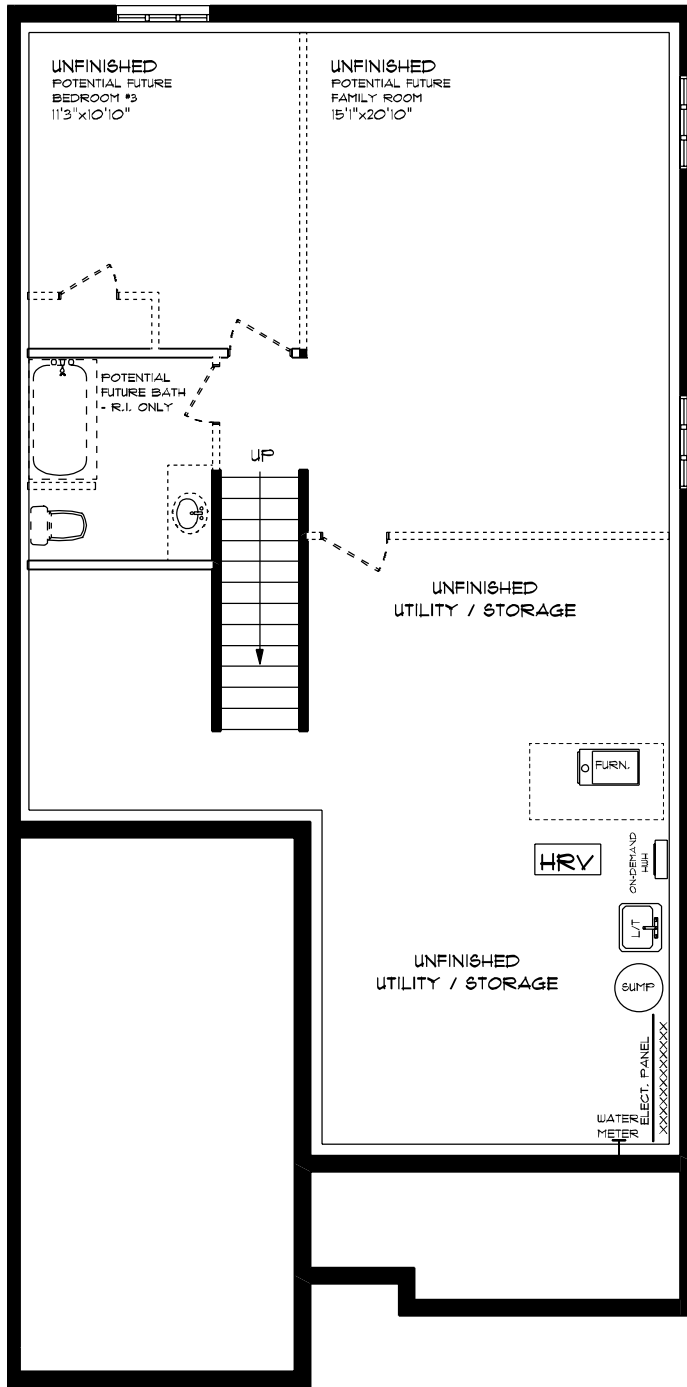 UNFINISHED
POTENTIAL FUTURE
BEDROOM #3
11'3"x10'10"
UNFINISHED
POTENTIAL FUTURE
FAMILY ROOM
15'1"x20'10"
POTENTIAL
FUTURE BATH
- R.I. ONLY
UP
UNFINISHED
UTILITY / STORAGE
FURN.
HRV
ON-DEMAND
HWH
L/T
UNFINISHED
UTILITY / STORAGE
SUMP
ELECT. PANEL
XXXXXXXXXXXX
WATER
METER